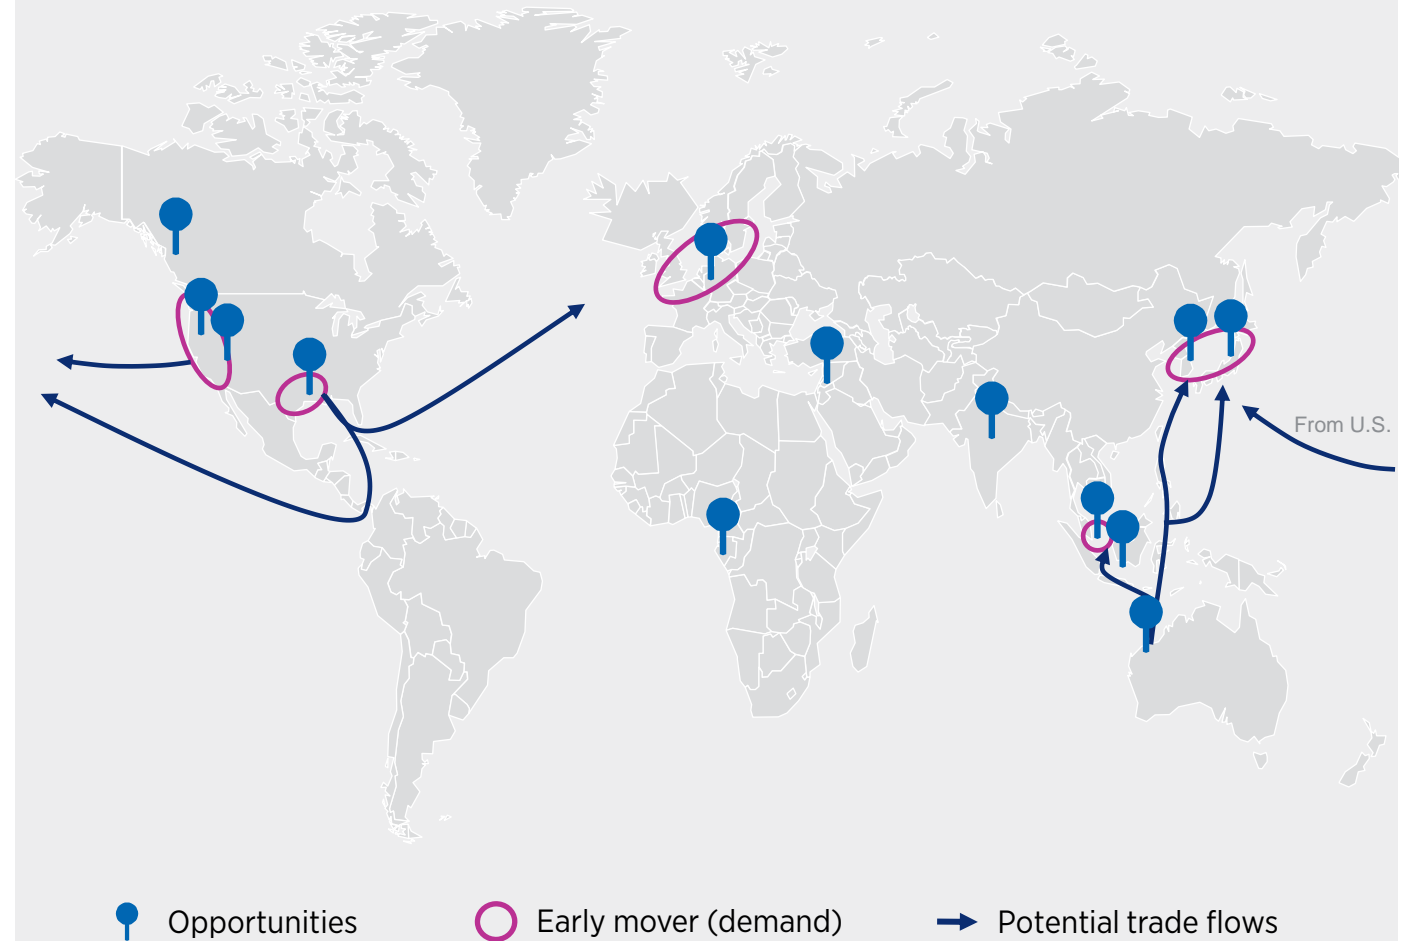 From U.S.
Opportunities
Early mover (demand)
Potential trade flows